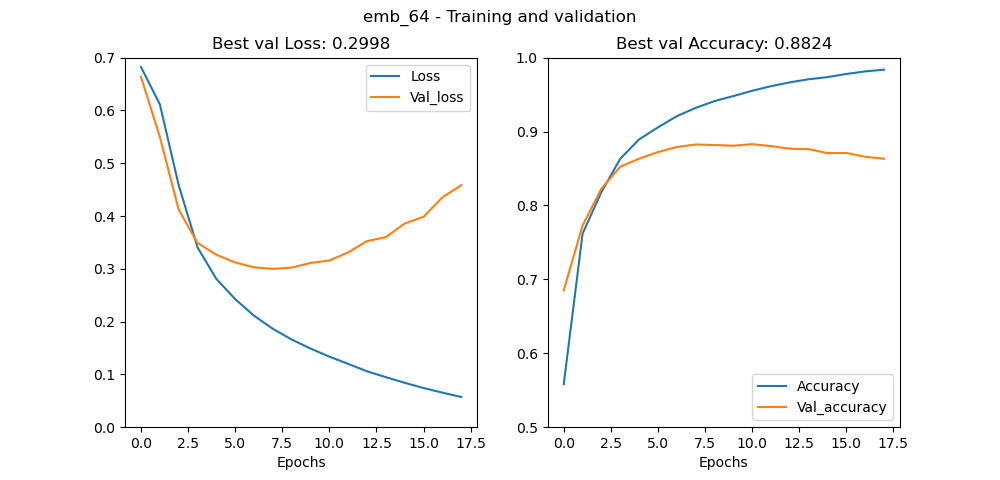 emb_64 - Training and validation
Best val Loss: 0.2998
0.7
0.6
0.5
0.4
0.3
0.2
0.1
0.0
Loss
Val_loss
0.0 2.5 5.0 7.5 10.0 12.5 15.0 17.5
Epochs
Best val Accuracy: 0.8824
1.0
0.9
0.8
0.7
0.6
0.5
Accuracy
Val_accuracy
0.0 2.5 5.0 7.5 10.0 12.5 15.0 17.5
Epochs